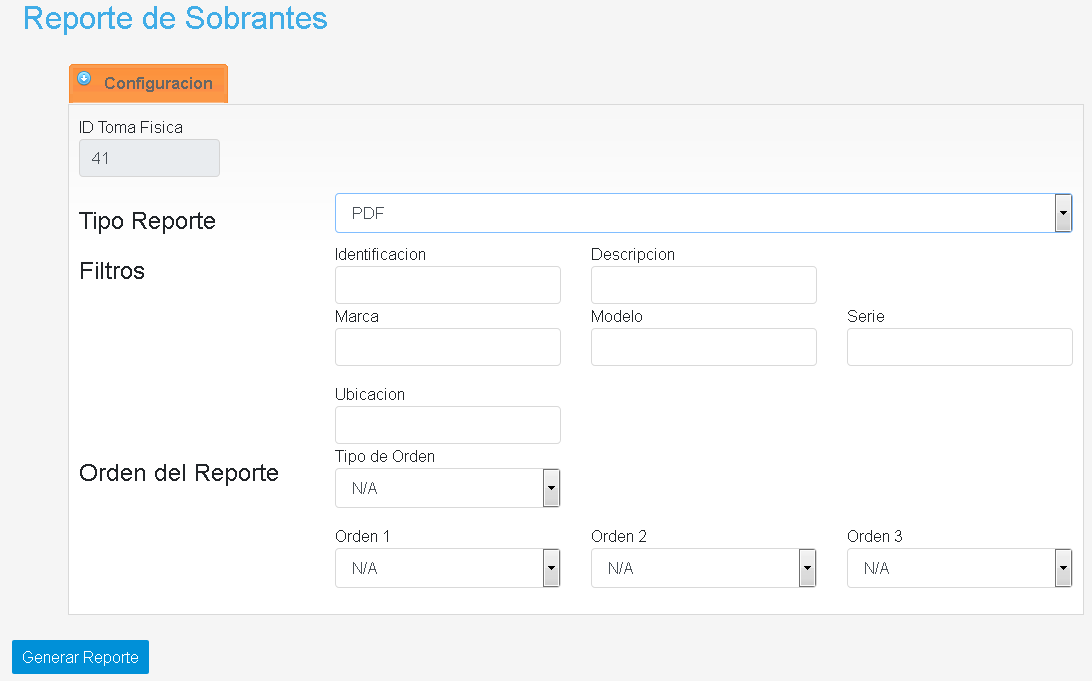 Reporte de Sobrantes
Configuracion
ID Toma Fisica
41
Tipo Reporte
PDF
Filtros
Identificacion
Descripcion
Marca
Modelo
Serie
Ubicacion
Orden del Reporte
Tipo de Orden
N/A
Orden 1
Orden 2
Orden 3
N/A
N/A
N/A
Generar Reporte